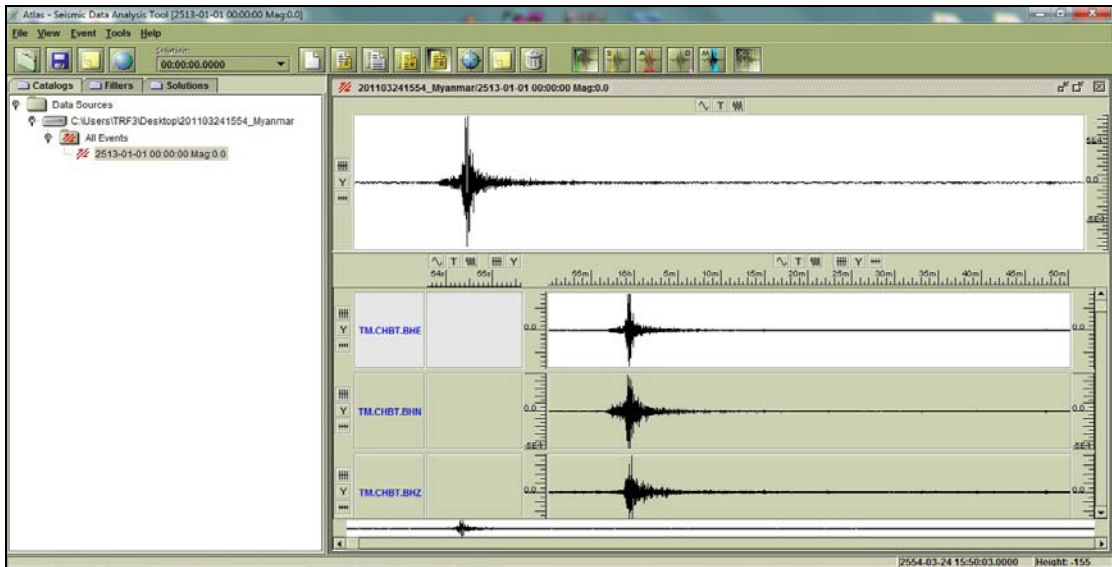 Atlas - Seismic Data Analysis Tool [2513-01-01 00:00:00 Mag:0.0]
File View Event Tools Help
Solution:
00:00:00.0000
Catalogs Filters Solutions
Data Sources
C:\Users\TRF3\Desktop\201103241554_Myanmar
All Events
2513-01-01 00:00:00 Mag:0.0
201103241554_Myanmar/2513-01-01 00:00:00 Mag:0.0
T
Y
5E4
0.0
-5E4
T Y
T Y
54s 55s
55m 16h 5m 10m 15m 20m 25m 30m 35m 40m 45m 50m
Y TM.CHBT.BHE 0.0 0.0
Y TM.CHBT.BHN 0.0 0.0
-5E4 -5E4
Y TM.CHBT.BHZ 0.0 0.0
2554-03-24 15:50:03.0000 Height: -155